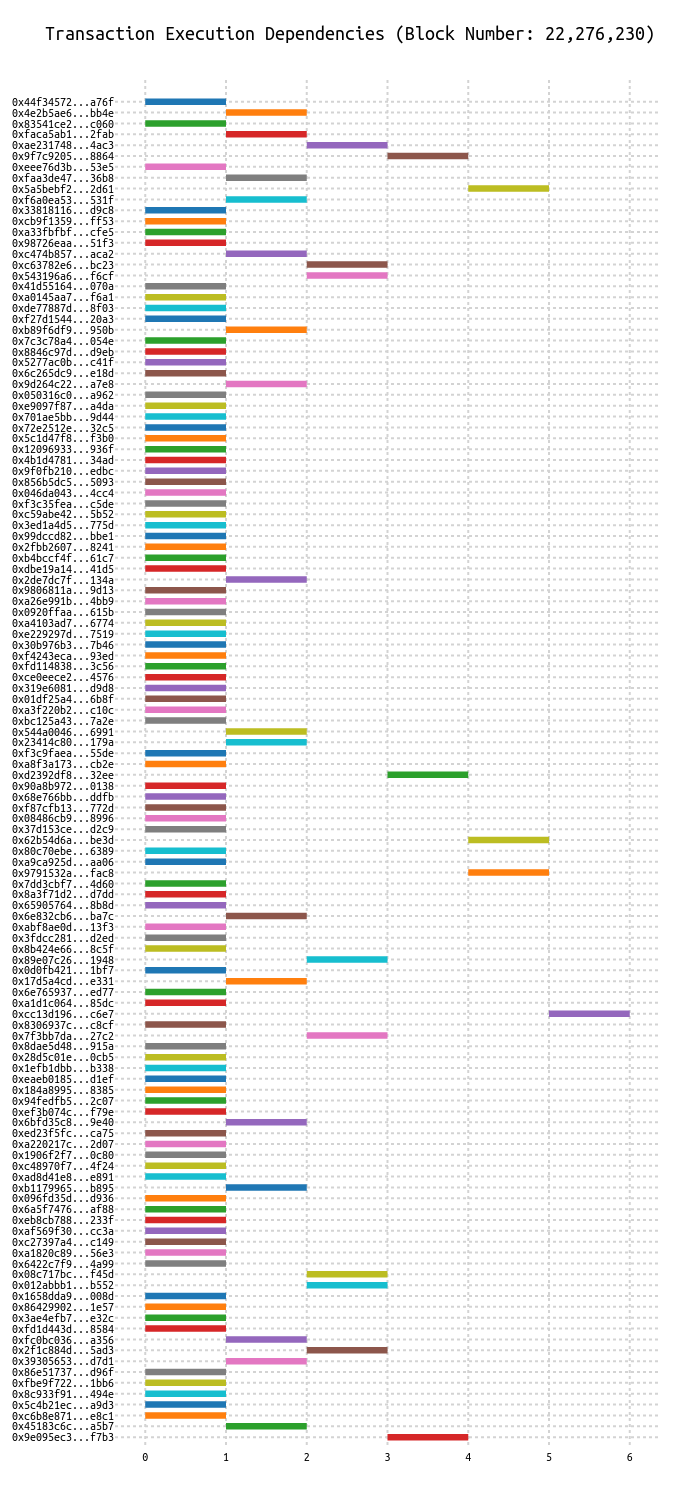 Transaction Execution Dependencies (Block Number: 22,276,230)
0x44f34572...a76f
0x4e2b5ae6...bb4e
0x83541ce2...c060
0xfaca5ab1...2fab
0xae231748...4ac3
0x9f7c9205...8864
0xeee76d3b...53e5
0xfaa3de47...36b8
0x5a5bebf2...2d61
0xf6a0ea53...531f
0x33818116...d9c8
0xcb9f1359...ff53
0xa33fbfbf...cfe5
0x98726eaa...51f3
0xc474b857...aca2
0xc63782e6...bc23
0x543196a6...f6cf
0x41d55164...070a
0xa0145aa7...f6a1
0xde77887d...8f03
0xf27d1544...20a3
0xb89f6df9...950b
0x7c3c78a4...054e
0x8846c97d...d9eb
0x5277ac0b...c41f
0x6c265dc9...e18d
0x9d264c22...a7e8
0x050316c0...a962
0xe9097f87...a4da
0x701ae5bb...9d44
0x72e2512e...32c5
0x5c1d47f8...f3b0
0x12096933...936f
0x4b1d4781...34ad
0x9f0fb210...edbc
0x856b5dc5...5093
0x046da043...4cc4
0xf3c35fea...c5de
0xc59abe42...5b52
0x3ed1a4d5...775d
0x99dccd82...bbe1
0x2fbb2607...8241
0xb4bccf4f...61c7
0xdbe19a14...41d5
0x2de7dc7f...134a
0x9806811a...9d13
0xa26e991b...4bb9
0x0920ffaa...615b
0xa4103ad7...6774
0xe229297d...7519
0x30b976b3...7b46
0xf4243eca...93ed
0xfd114838...3c56
0xce0eece2...4576
0x319e6081...d9d8
0x01df25a4...6b8f
0xa3f220b2...c10c
0xbc125a43...7a2e
0x544a0046...6991
0x23414c80...179a
0xf3c9faea...55de
0xa8f3a173...cb2e
0xd2392df8...32ee
0x90a8b972...0138
0x68e766bb...ddfb
0xf87cfb13...772d
0x08486cb9...8996
0x37d153ce...d2c9
0x62b54d6a...be3d
0x80c70ebe...6389
0xa9ca925d...aa06
0x9791532a...fac8
0x7dd3cbf7...4d60
0x8a3f71d2...d7dd
0x65905764...8b8d
0x6e832cb6...ba7c
0xabf8ae0d...13f3
0x3fdcc281...d2ed
0x8b424e66...8c5f
0x89e07c26...1948
0x0d0fb421...1bf7
0x17d5a4cd...e331
0x6e765937...ed77
0xa1d1c064...85dc
0xcc13d196...c6e7
0x8306937c...c8cf
0x7f3bb7da...27c2
0x8dae5d48...915a
0x28d5c01e...0cb5
0x1efb1dbb...b338
0xeaeb0185...d1ef
0x184a8995...8385
0x94fedfb5...2c07
0xef3b074c...f79e
0x6bfd35c8...9e40
0xed23f5fc...ca75
0xa220217c...2d07
0x1906f2f7...0c80
0xc48970f7...4f24
0xad8d41e8...e891
0xb1179965...b895
0x096fd35d...d936
0x6a5f7476...af88
0xeb8cb788...233f
0xaf569f30...cc3a
0xc27397a4...c149
0xa1820c89...56e3
0x6422c7f9...4a99
0x08c717bc...f45d
0x012abbb1...b552
0x1658dda9...008d
0x86429902...1e57
0x3ae4efb7...e32c
0xfd1d443d...8584
0xfc0bc036...a356
0x2f1c884d...5ad3
0x39305653...d7d1
0x86e51737...d96f
0xfbe9f722...1bb6
0x8c933f91...494e
0x5c4b21ec...a9d3
0xc6b8e871...e8c1
0x45183c6c...a5b7
0x9e095ec3...f7b3
0 1 2 3 4 5 6